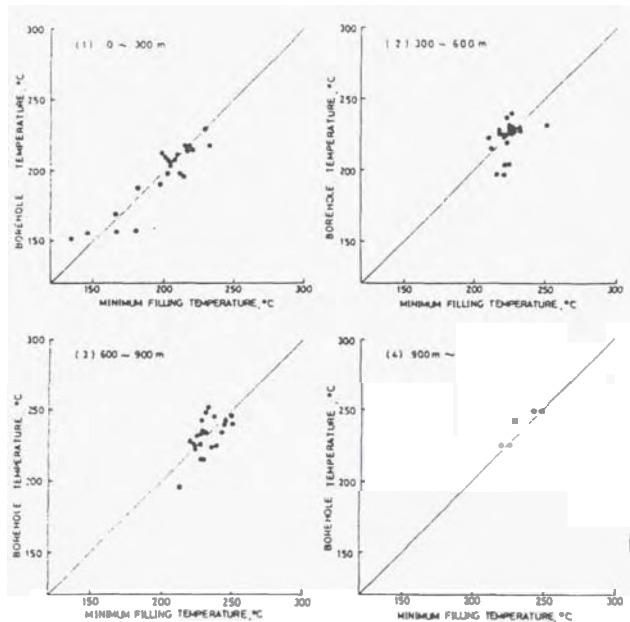 (1) 0 ~ 300 m
300
250
200
150
BOREHOLE TEMPERATURE, °C
150 200 250 300
MINIMUM FILLING TEMPERATURE, °C
(2) 300 ~ 600 m
300
250
200
150
BOREHOLE TEMPERATURE, °C
150 200 250 300
MINIMUM FILLING TEMPERATURE, °C
(3) 600 ~ 900 m
300
250
200
150
BOREHOLE TEMPERATURE °C
150 200 250 300
MINIMUM FILLING TEMPERATURE, °C
(4) 900 m ~
300
250
200
150
BOREHOLE TEMPERATURE °C
150 200 250 300
MINIMUM FILLING TEMPERATURE, °C